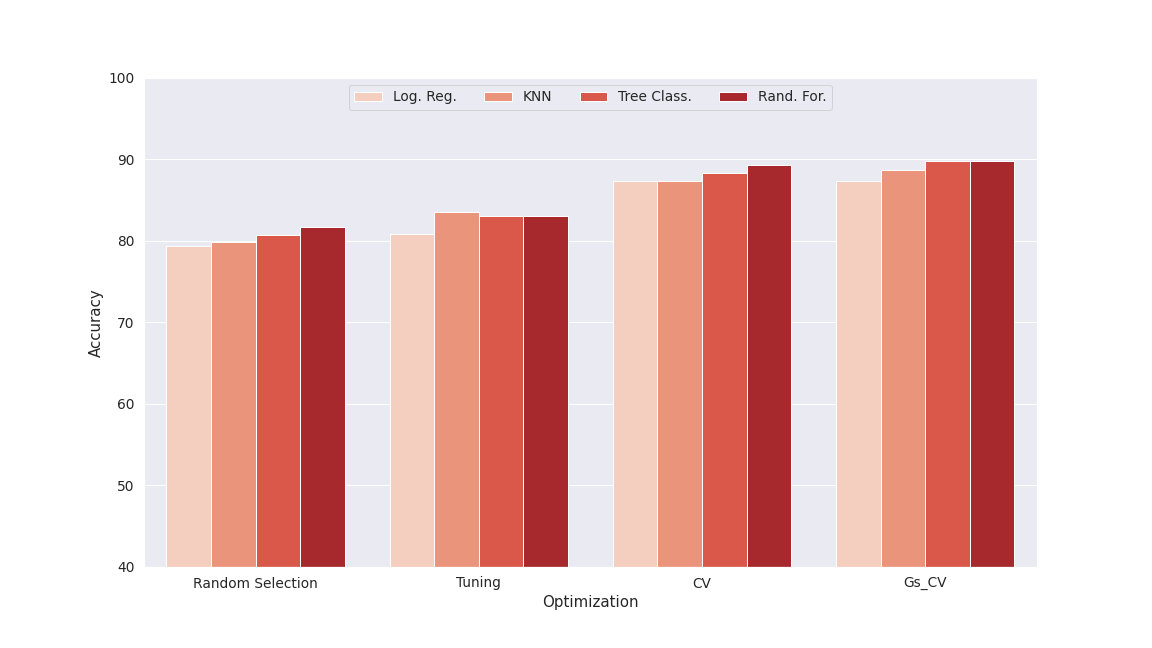 100
Log. Reg. KNN Tree Class. Rand. For.
90
80
70
60
50
40
Accuracy
Random Selection Tuning CV Gs_CV
Optimization